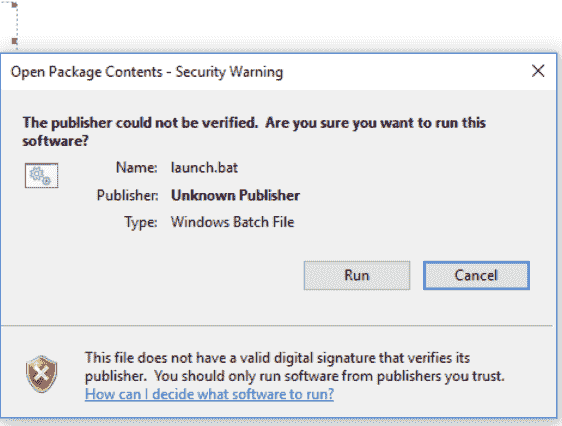 Open Package Contents - Security Warning
The publisher could not be verified. Are you sure you want to run this
software?
Name: launch.bat
Publisher: Unknown Publisher
Type: Windows Batch File
Run Cancel
This file does not have a valid digital signature that verifies its
publisher. You should only run software from publishers you trust.
How can I decide what software to run?